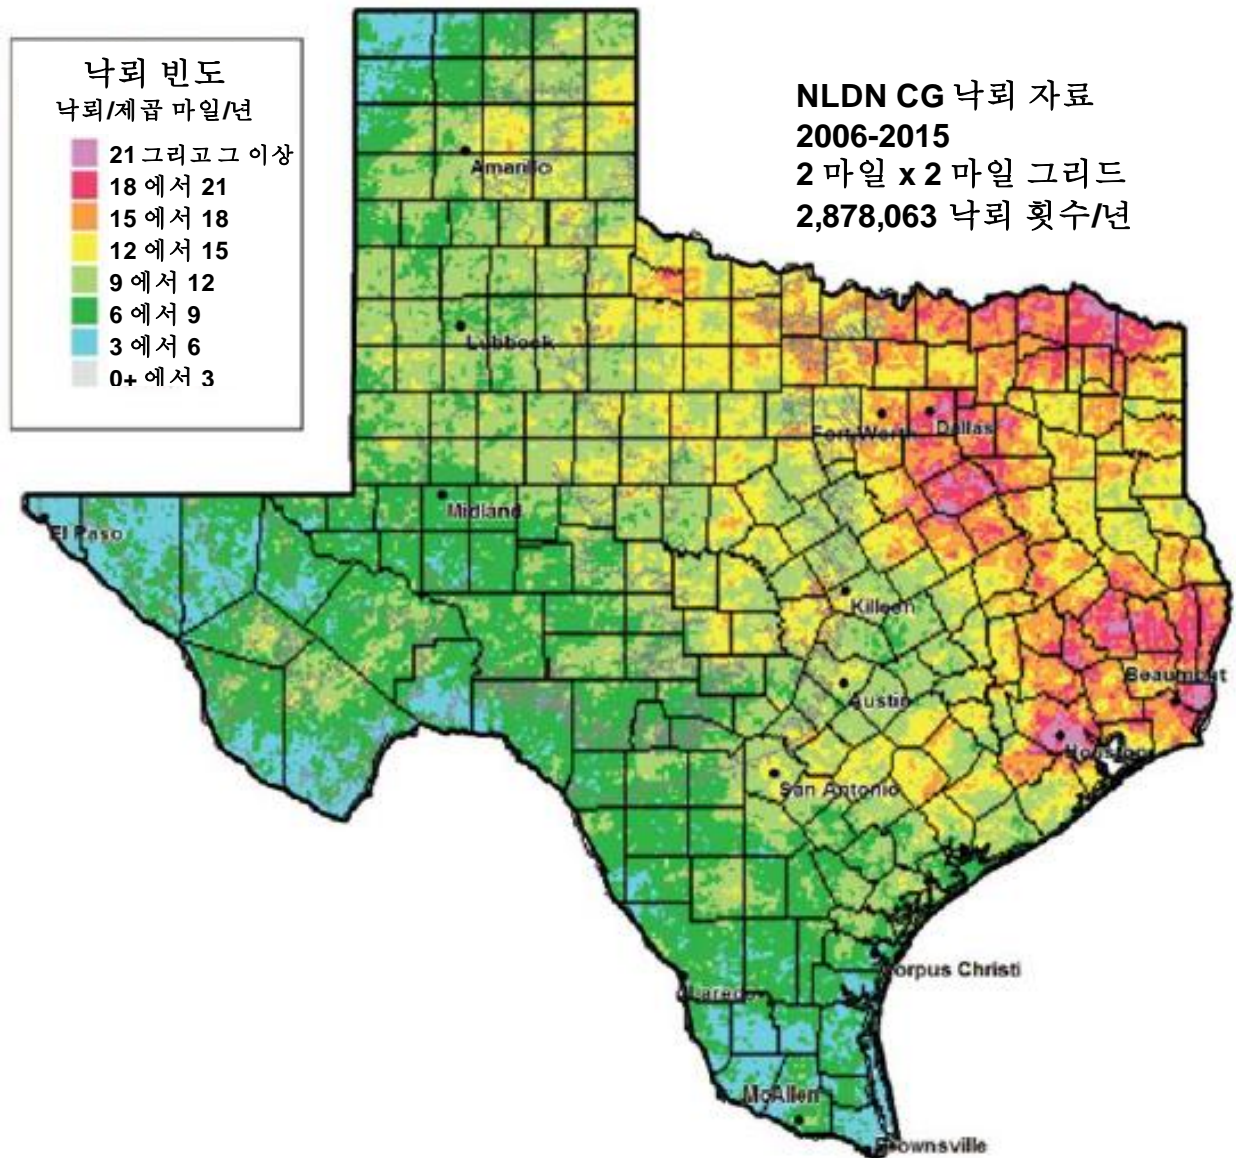 낙뢰 빈도
낙뢰/제곱 마일/년
21 그리고 그 이상
18 에서 21
15 에서 18
12 에서 15
9 에서 12
6 에서 9
3 에서 6
0+ 에서 3
NLDN CG 낙뢰 자료
2006-2015
2 마일 x 2 마일 그리드
2,878,063 낙뢰 횟수/년
Amarillo
Lubbock
Fort Worth
Dallas
Midland
El Paso
Killeen
Beaumont
Austin
Houston
San Antonio
Corpus Christi
Laredo
McAllen
Brownsville